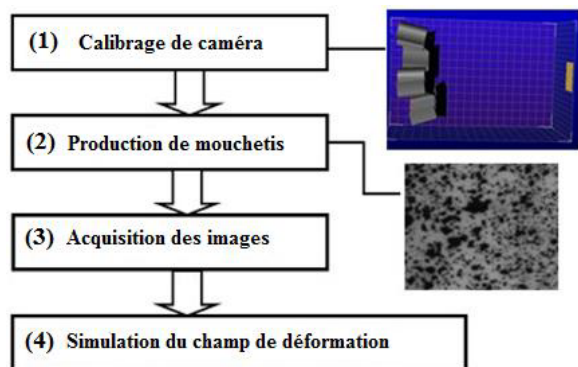 (1) Calibrage de caméra
(2) Production de mouchetis
(3) Acquisition des images
(4) Simulation du champ de déformation